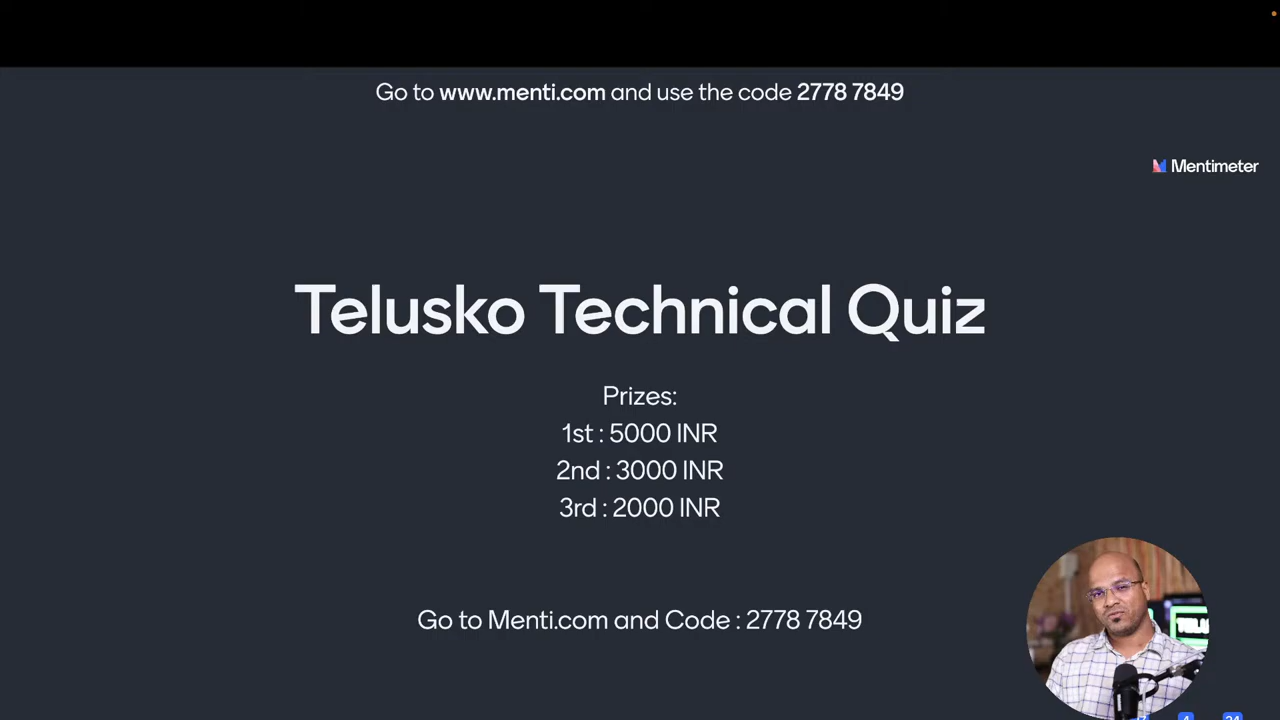 Go to www.menti.com and use the code 2778 7849
Mentimeter
Telusko Technical Quiz
Prizes:
1st : 5000 INR
2nd : 3000 INR
3rd : 2000 INR
Go to Menti.com and Code : 2778 7849